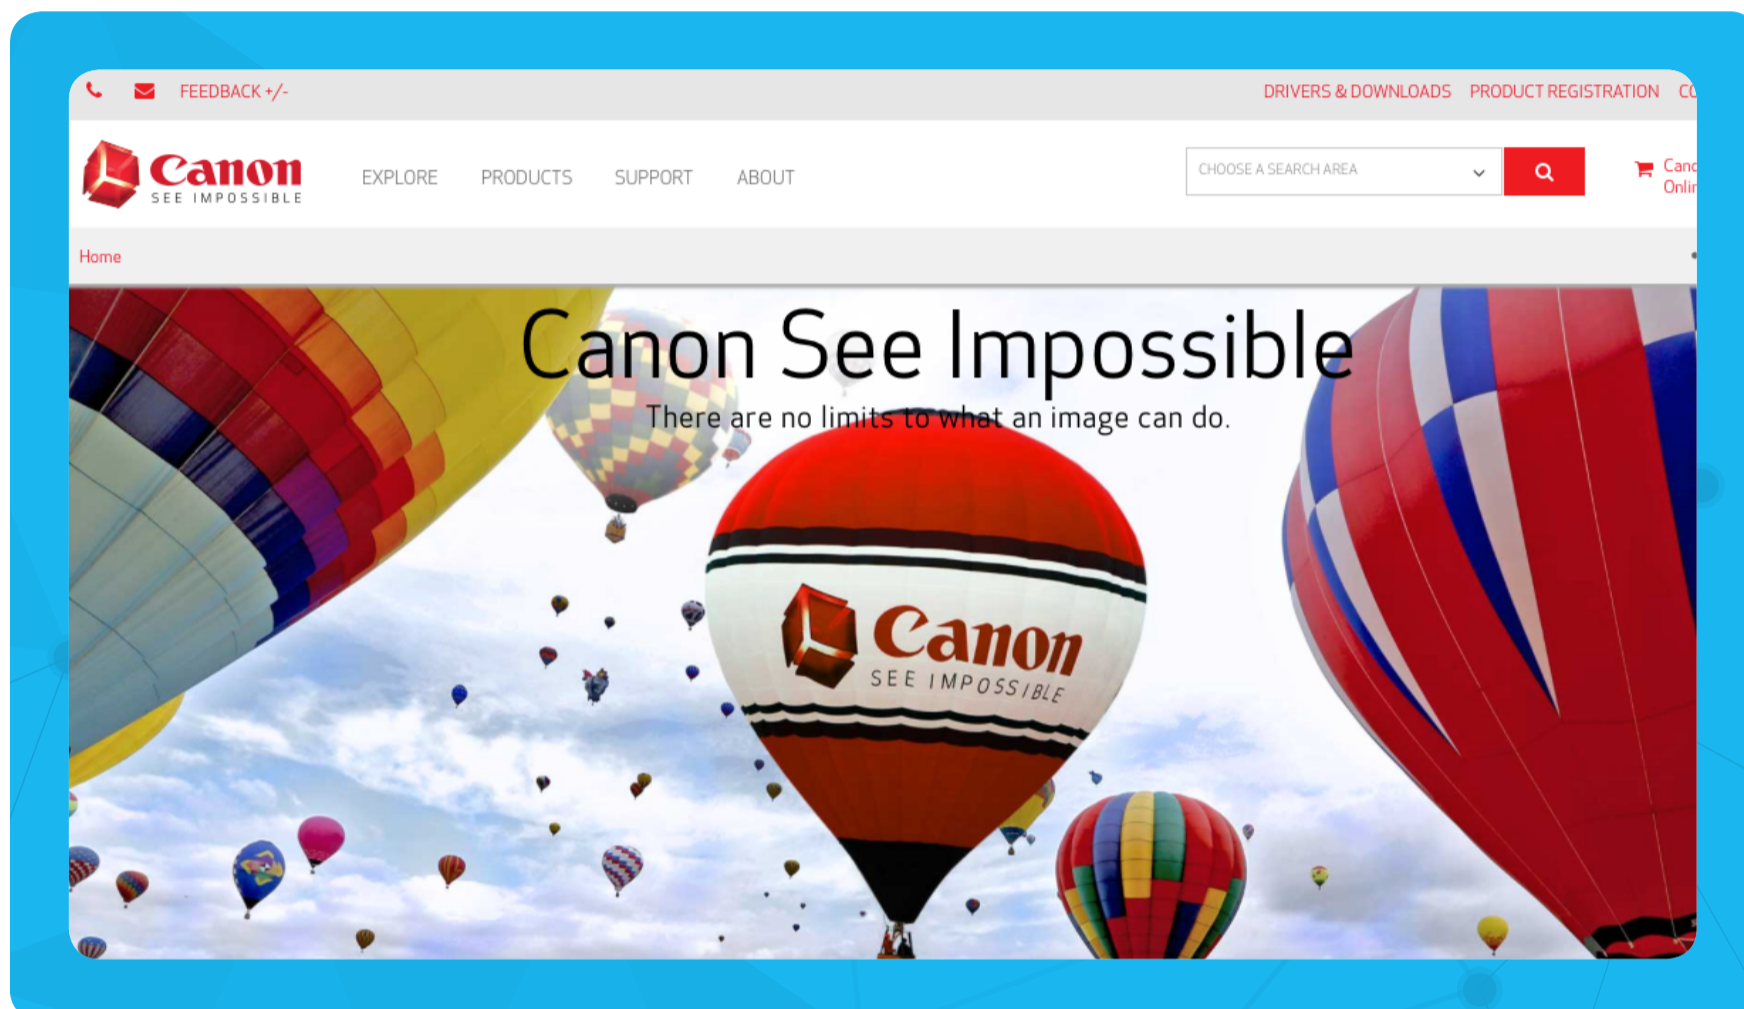 FEEDBACK +/-
DRIVERS & DOWNLOADS
PRODUCT REGISTRATION
Canon
SEE IMPOSSIBLE
EXPLORE
PRODUCTS
SUPPORT
ABOUT
CHOOSE A SEARCH AREA
Home
Canon See Impossible
There are no limits to what an image can do.
Canon
SEE IMPOSSIBLE